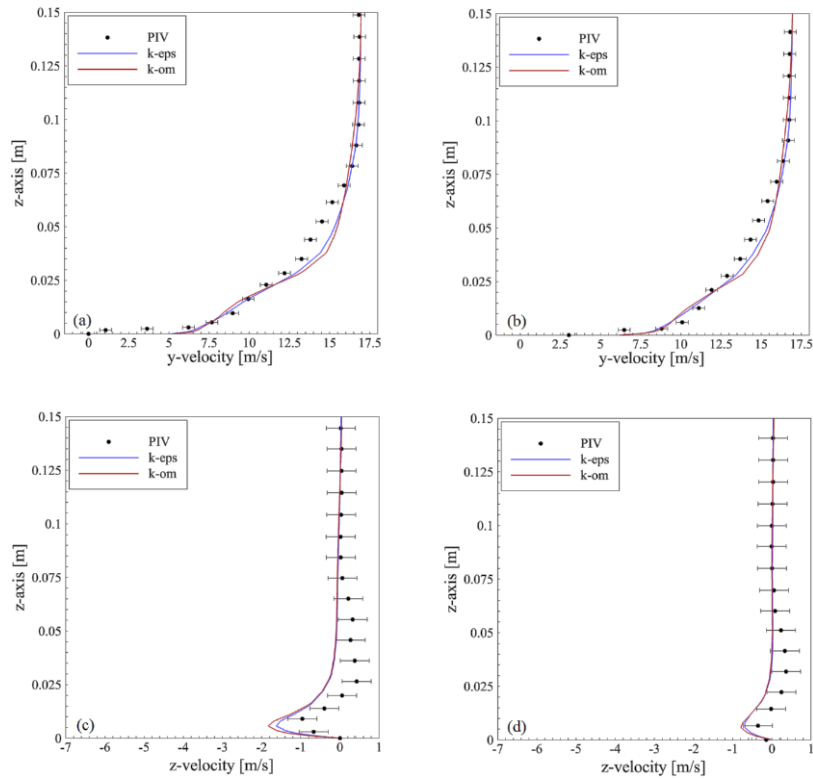 0.15
0.125
0.1
0.075
0.05
0.025
0
z-axis [m]
PIV
k-eps
k-om
(a)
0 2.5 5 7.5 10 12.5 15 17.5
y-velocity [m/s]
0.15
0.125
0.1
0.075
0.05
0.025
0
z-axis [m]
PIV
k-eps
k-om
(b)
0 2.5 5 7.5 10 12.5 15 17.5
y-velocity [m/s]
0.15
0.125
0.1
0.075
0.05
0.025
0
z-axis [m]
PIV
k-eps
k-om
(c)
-7 -6 -5 -4 -3 -2 -1 0 1
z-velocity [m/s]
0.15
0.125
0.1
0.075
0.05
0.025
0
z-axis [m]
PIV
k-eps
k-om
(d)
-7 -6 -5 -4 -3 -2 -1 0 1
z-velocity [m/s]